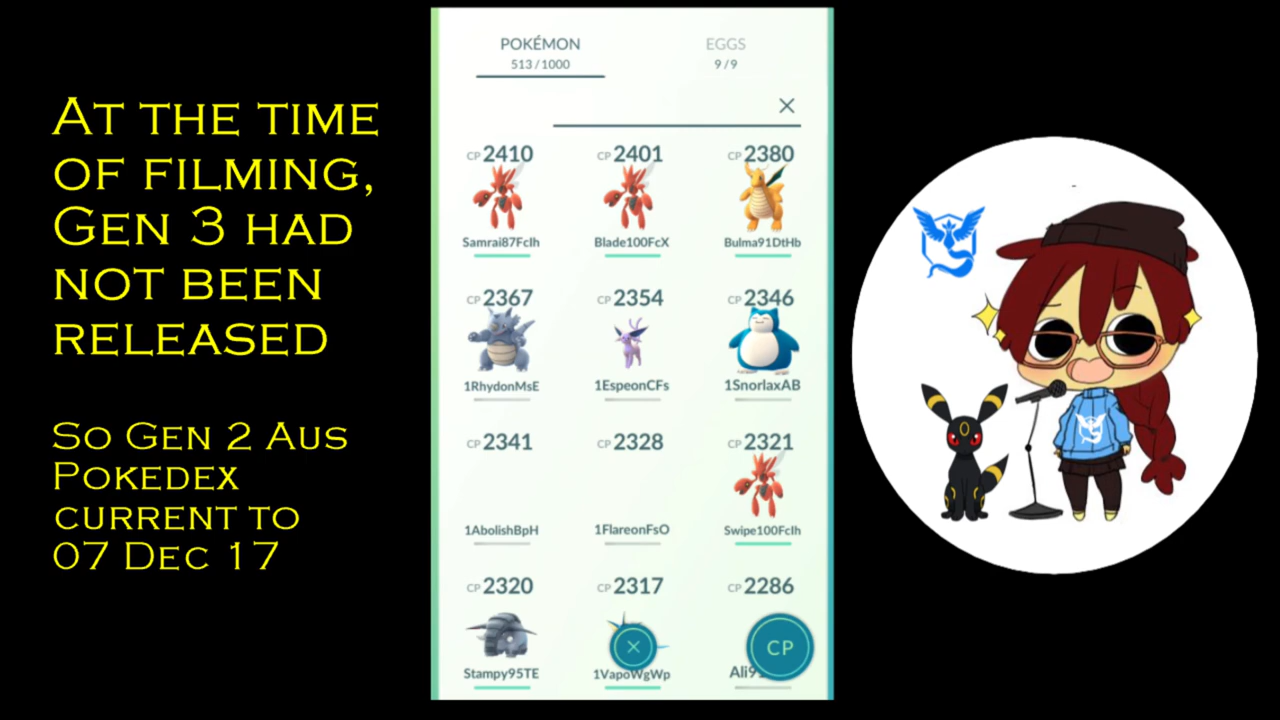 At the time
of filming,
Gen 3 had
not been
released
So Gen 2 Aus
Pokedex
current to
07 Dec 17
POKÉMON EGGS
513/1000 9/9
CP 2410 CP 2401 CP 2380
Samrai87FcIh Blade100FcX Bulma91DtHb
CP 2367 CP 2354 CP 2346
1RhydonMsE 1EspeonCFs 1SnorlaxAB
CP 2341 CP 2328 CP 2321
1AbolishBpH 1FlareonFsO Swipe100FcIh
CP 2320 CP 2317 CP 2286
CP
Stampy95TE 1VapoWgWp